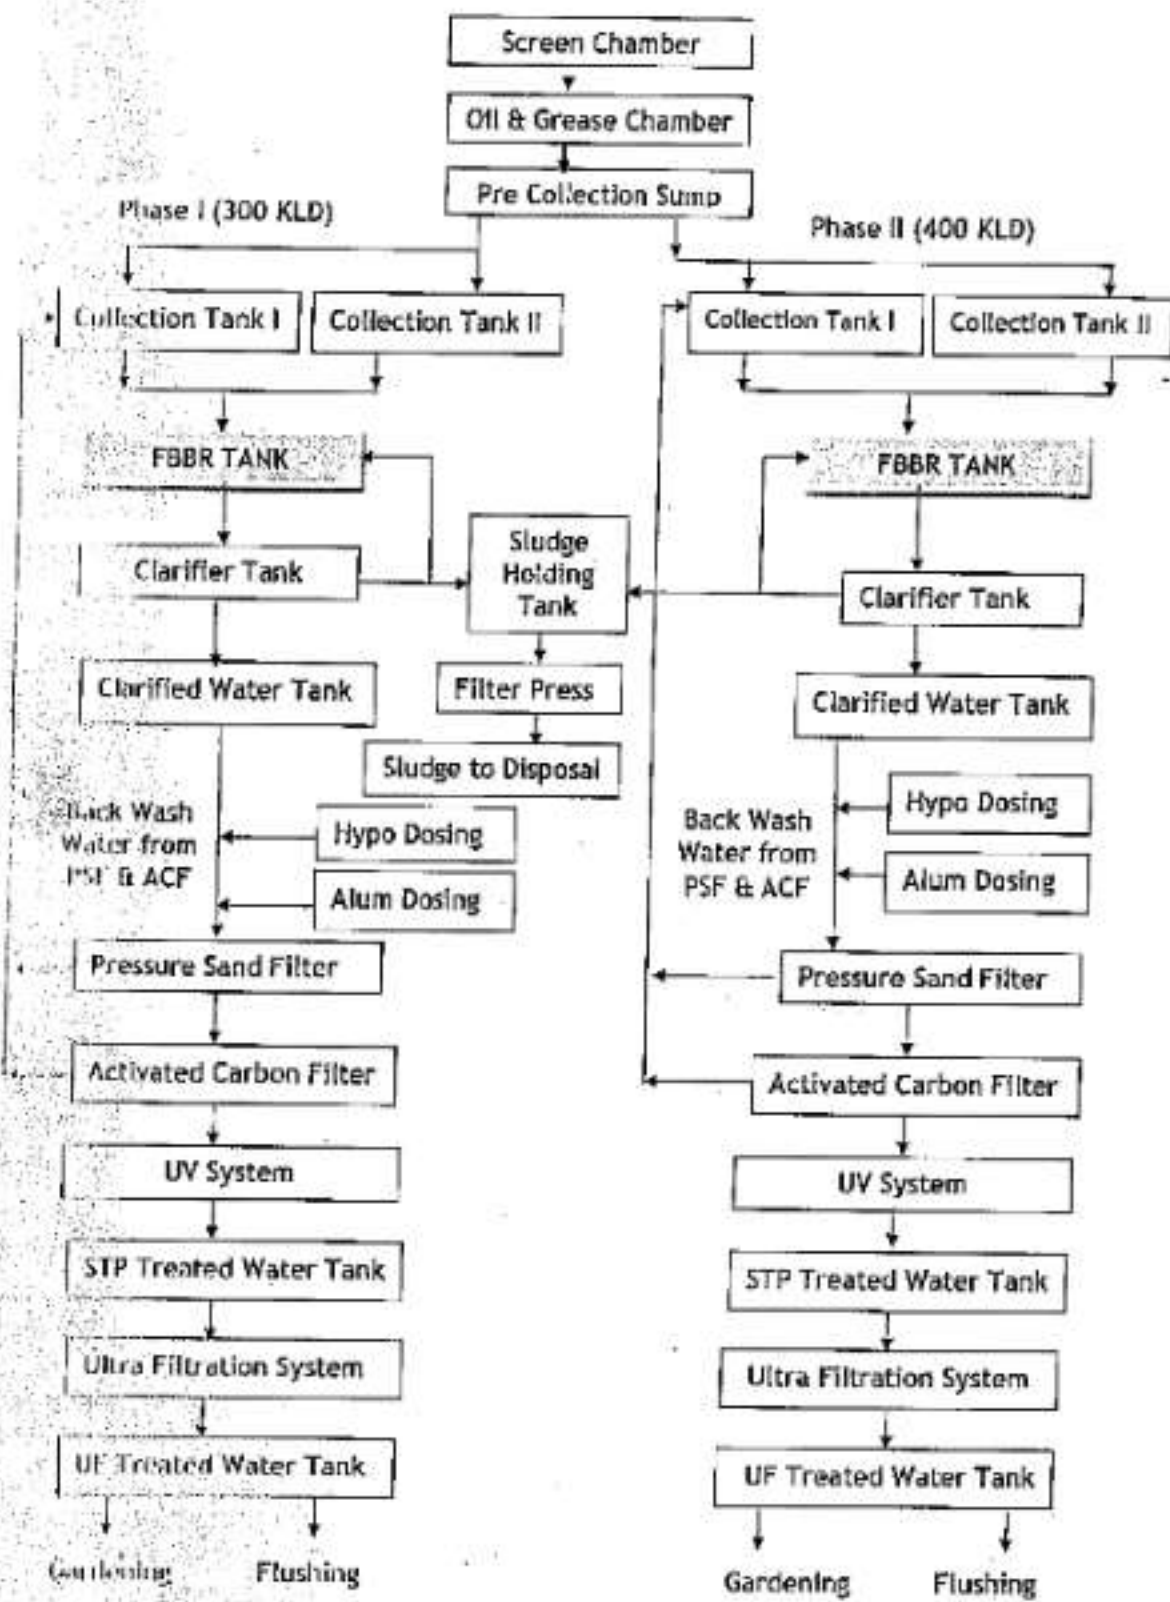 Screen Chamber
Oil & Grease Chamber
Pre Collection Sump
Phase I (300 KLD)
Collection Tank I
Collection Tank II
FBBR TANK
Clarifier Tank
Clarified Water Tank
Back Wash
Water from
PSF & ACF
Hypo Dosing
Alum Dosing
Pressure Sand Filter
Activated Carbon Filter
UV System
STP Treated Water Tank
Ultra Filtration System
UF Treated Water Tank
Gardening
Flushing
Sludge
Holding
Tank
Filter Press
Sludge to Disposal
Phase II (400 KLD)
Collection Tank I
Collection Tank II
FBBR TANK
Clarifier Tank
Clarified Water Tank
Back Wash
Water from
PSF & ACF
Hypo Dosing
Alum Dosing
Pressure Sand Filter
Activated Carbon Filter
UV System
STP Treated Water Tank
Ultra Filtration System
UF Treated Water Tank
Gardening
Flushing